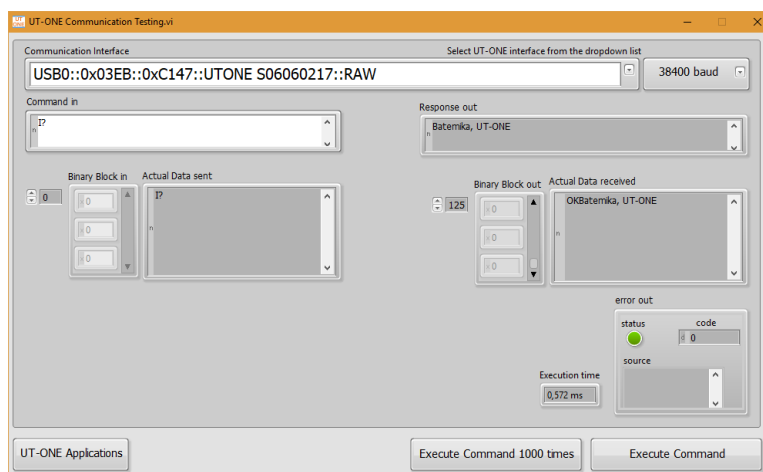 UT ONE
UT-ONE Communication Testing.vi
Communication Interface
Select UT-ONE interface from the dropdown list
USB0::0x03EB::0xC147::UTONE S06060217::RAW
38400 baud
Command in
n I?
Response out
n Batemika, UT-ONE
Binary Block in
Actual Data sent
0
x 0
x 0
x 0
n I?
Binary Block out
Actual Data received
125
x 0
x 0
x 0
n OKBatemika, UT-ONE
error out
status
code
d 0
source
Execution time
0,572 ms
UT-ONE Applications
Execute Command 1000 times
Execute Command